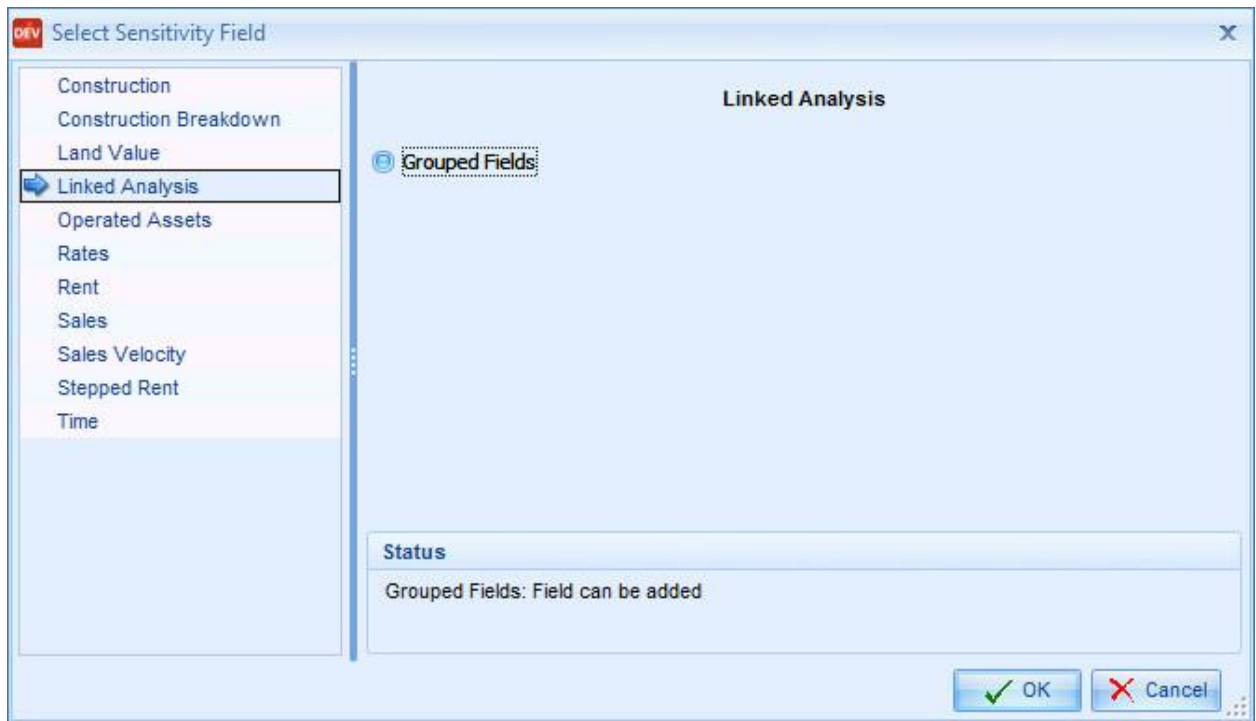 DEV Select Sensitivity Field
Construction
Construction Breakdown
Land Value
Linked Analysis
Operated Assets
Rates
Rent
Sales
Sales Velocity
Stepped Rent
Time
Linked Analysis
Grouped Fields
Status
Grouped Fields: Field can be added
OK Cancel